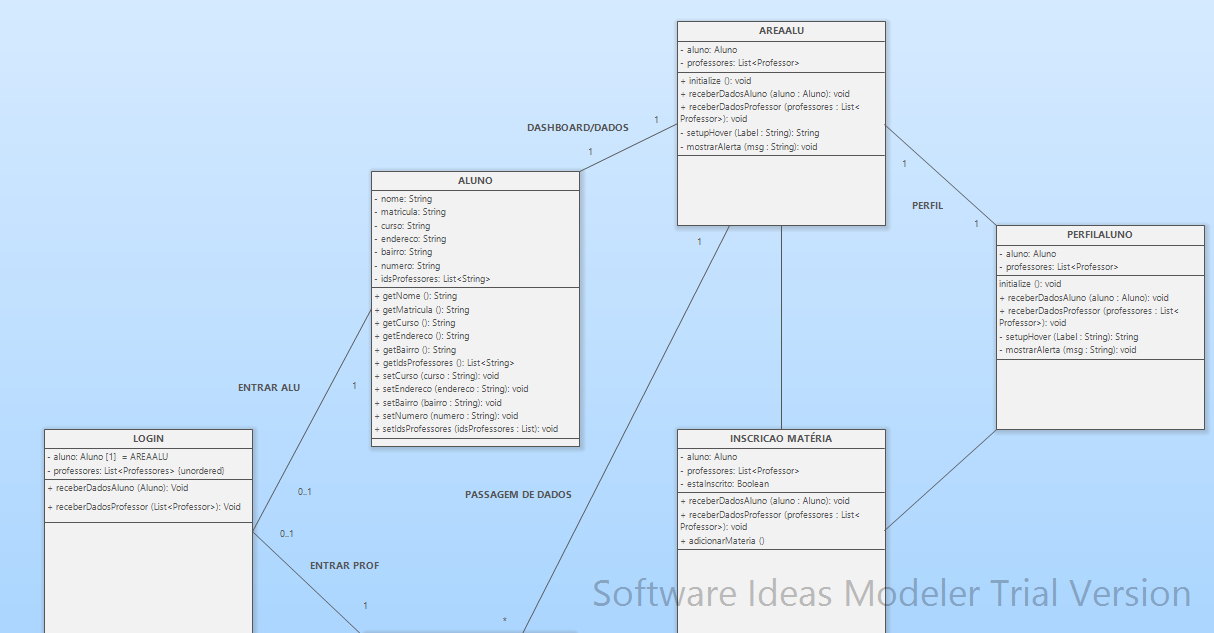 AREAALU
- aluno: Aluno
- professores: List<Professor>
+ initialize (): void
+ receberDadosAluno (aluno : Aluno): void
+ receberDadosProfessor (professores : List<
Professor>): void
- setupHover (Label : String): String
- mostrarAlerta (msg : String): void
DASHBOARD/DADOS
1
1
ALUNO
- nome: String
- matricula: String
- curso: String
- endereco: String
- bairro: String
- numero: String
- idsProfessores: List<String>
+ getNome (): String
+ getMatricula (): String
+ getCurso (): String
+ getEndereco (): String
+ getBairro (): String
+ getIdsProfessores (): List<String>
+ setCurso (curso : String): void
+ setEndereco (endereco : String): void
+ setBairro (bairro : String): void
+ setNumero (numero : String): void
+ setIdsProfessores (idsProfessores : List): void
1
PERFIL
1
1
PERFILALUNO
- aluno: Aluno
- professores: List<Professor>
initialize (): void
+ receberDadosAluno (aluno : Aluno): void
+ receberDadosProfessor (professores : List<
Professor>): void
- setupHover (Label : String): String
- mostrarAlerta (msg : String): void
ENTRAR ALU
1
0..1
LOGIN
- aluno: Aluno [1] = AREAALU
- professores: List<Professores> {unordered}
+ receberDadosAluno (Aluno): Void
+ receberDadosProfessor (List<Professor>): Void
0..1
ENTRAR PROF
1
PASSAGEM DE DADOS
*
INSCRICAO MATÉRIA
- aluno: Aluno
- professores: List<Professor>
- estaInscrito: Boolean
+ receberDadosAluno (aluno : Aluno): void
+ receberDadosProfessor (professores : List<
Professor>): void
+ adicionarMateria ()
Software Ideas Modeler Trial Version